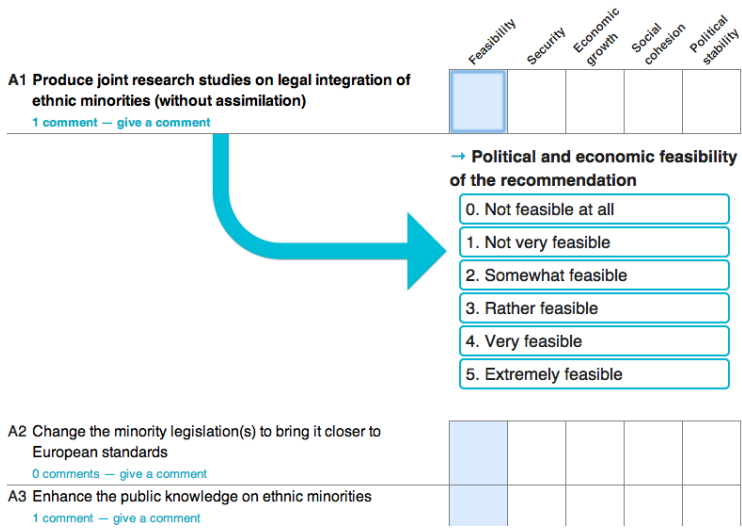 Feasibility
Security
Economic
growth
Social
cohesion
Political
stability
A1 Produce joint research studies on legal integration of
ethnic minorities (without assimilation)
1 comment — give a comment
→ Political and economic feasibility
of the recommendation
0. Not feasible at all
1. Not very feasible
2. Somewhat feasible
3. Rather feasible
4. Very feasible
5. Extremely feasible
A2 Change the minority legislation(s) to bring it closer to
European standards
0 comments — give a comment
A3 Enhance the public knowledge on ethnic minorities
1 comment — give a comment